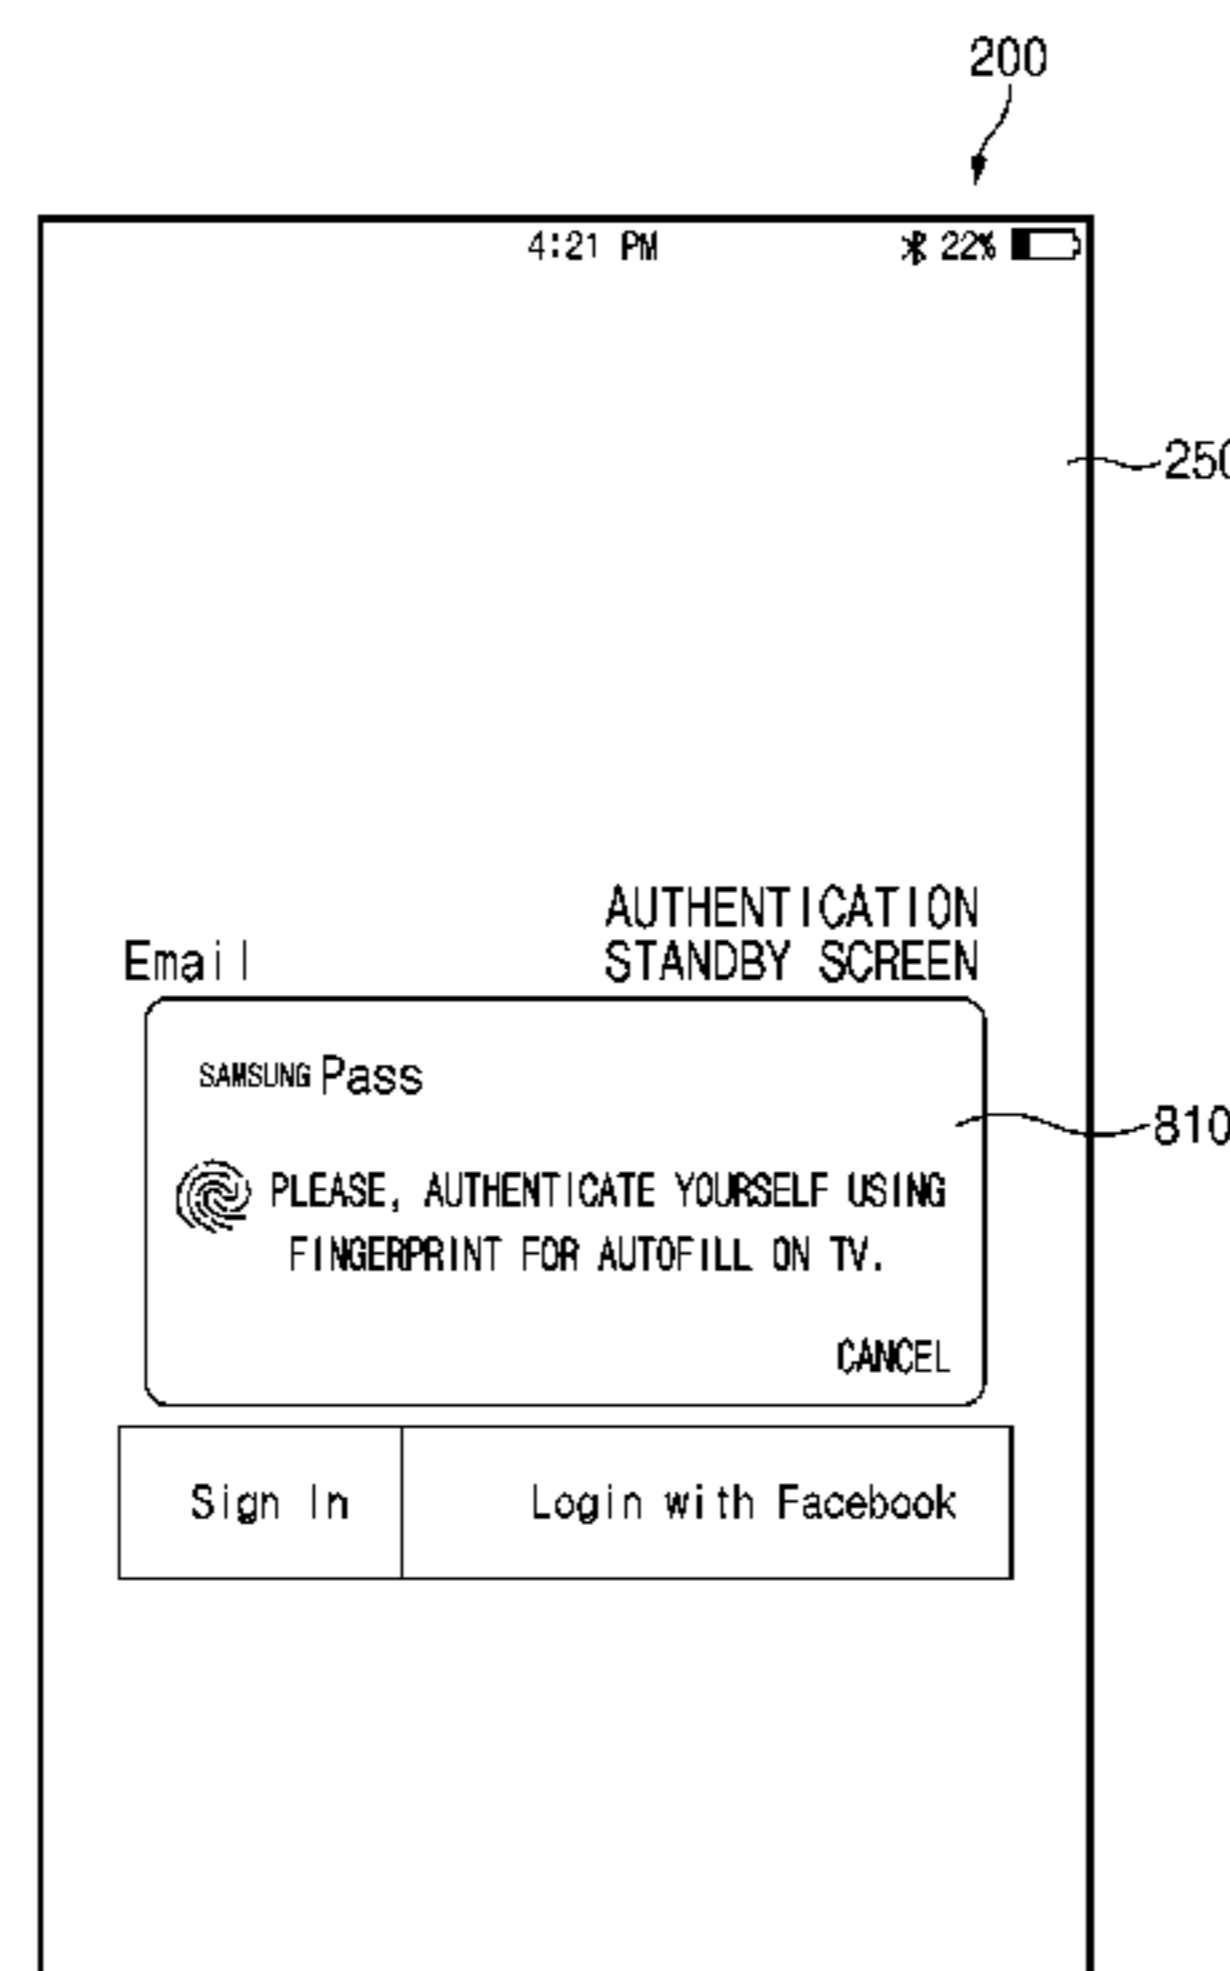 200
4:21 PM 22%
250
AUTHENTICATION
Email STANDBY SCREEN
SAMSUNG Pass
810
PLEASE, AUTHENTICATE YOURSELF USING
FINGERPRINT FOR AUTOFILL ON TV.
CANCEL
Sign In Login with Facebook